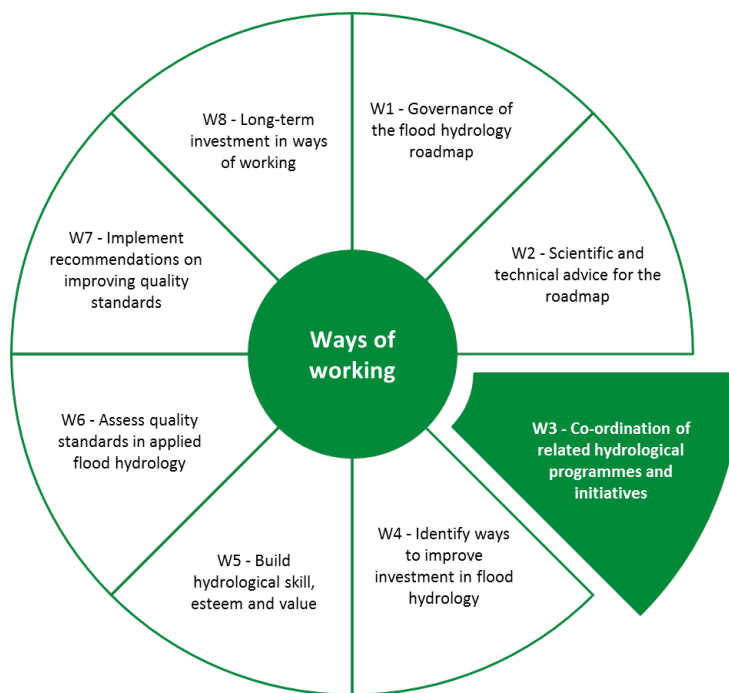 W1 - Governance of
the flood hydrology
roadmap
W2 - Scientific and
technical advice for the
roadmap
W3 - Co-ordination of
related hydrological
programmes and
initiatives
W4 - Identify ways
to improve
investment in flood
hydrology
W5 - Build
hydrological skill,
esteem and value
W6 - Assess quality
standards in applied
flood hydrology
W7 - Implement
recommendations on
improving quality
standards
W8 - Long-term
investment in ways
of working
Ways of
working